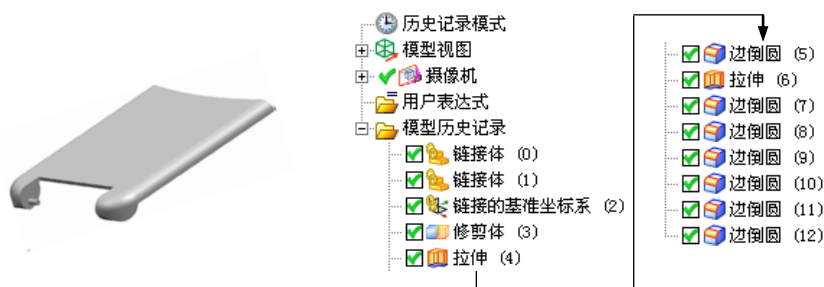 历史记录模式
模型视图
摄像机
用户表达式
模型历史记录
链接体 (0)
链接体 (1)
链接的基准坐标系 (2)
修剪体 (3)
拉伸 (4)
边倒圆 (5)
拉伸 (6)
边倒圆 (7)
边倒圆 (8)
边倒圆 (9)
边倒圆 (10)
边倒圆 (11)
边倒圆 (12)